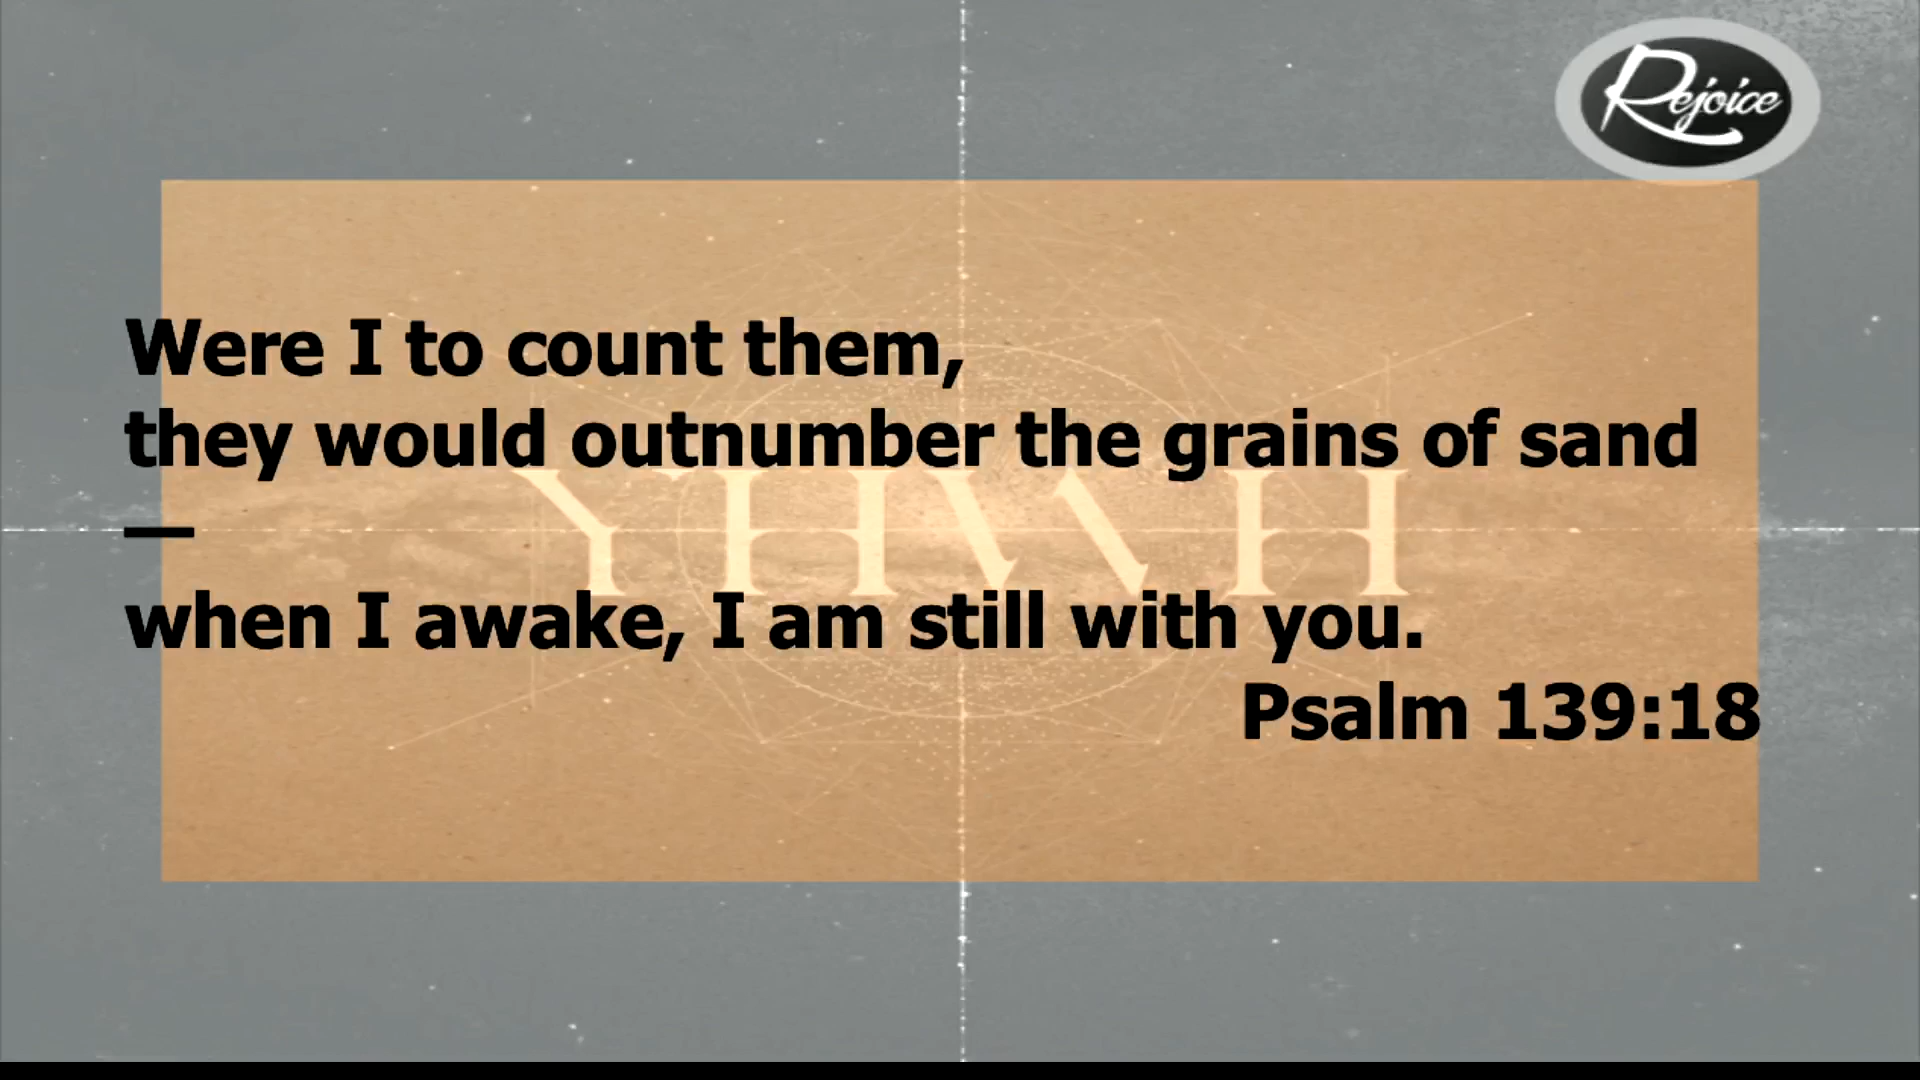 Rejoice
Were I to count them,
they would outnumber the grains of sand
—
YHWH
when I awake, I am still with you.
Psalm 139:18